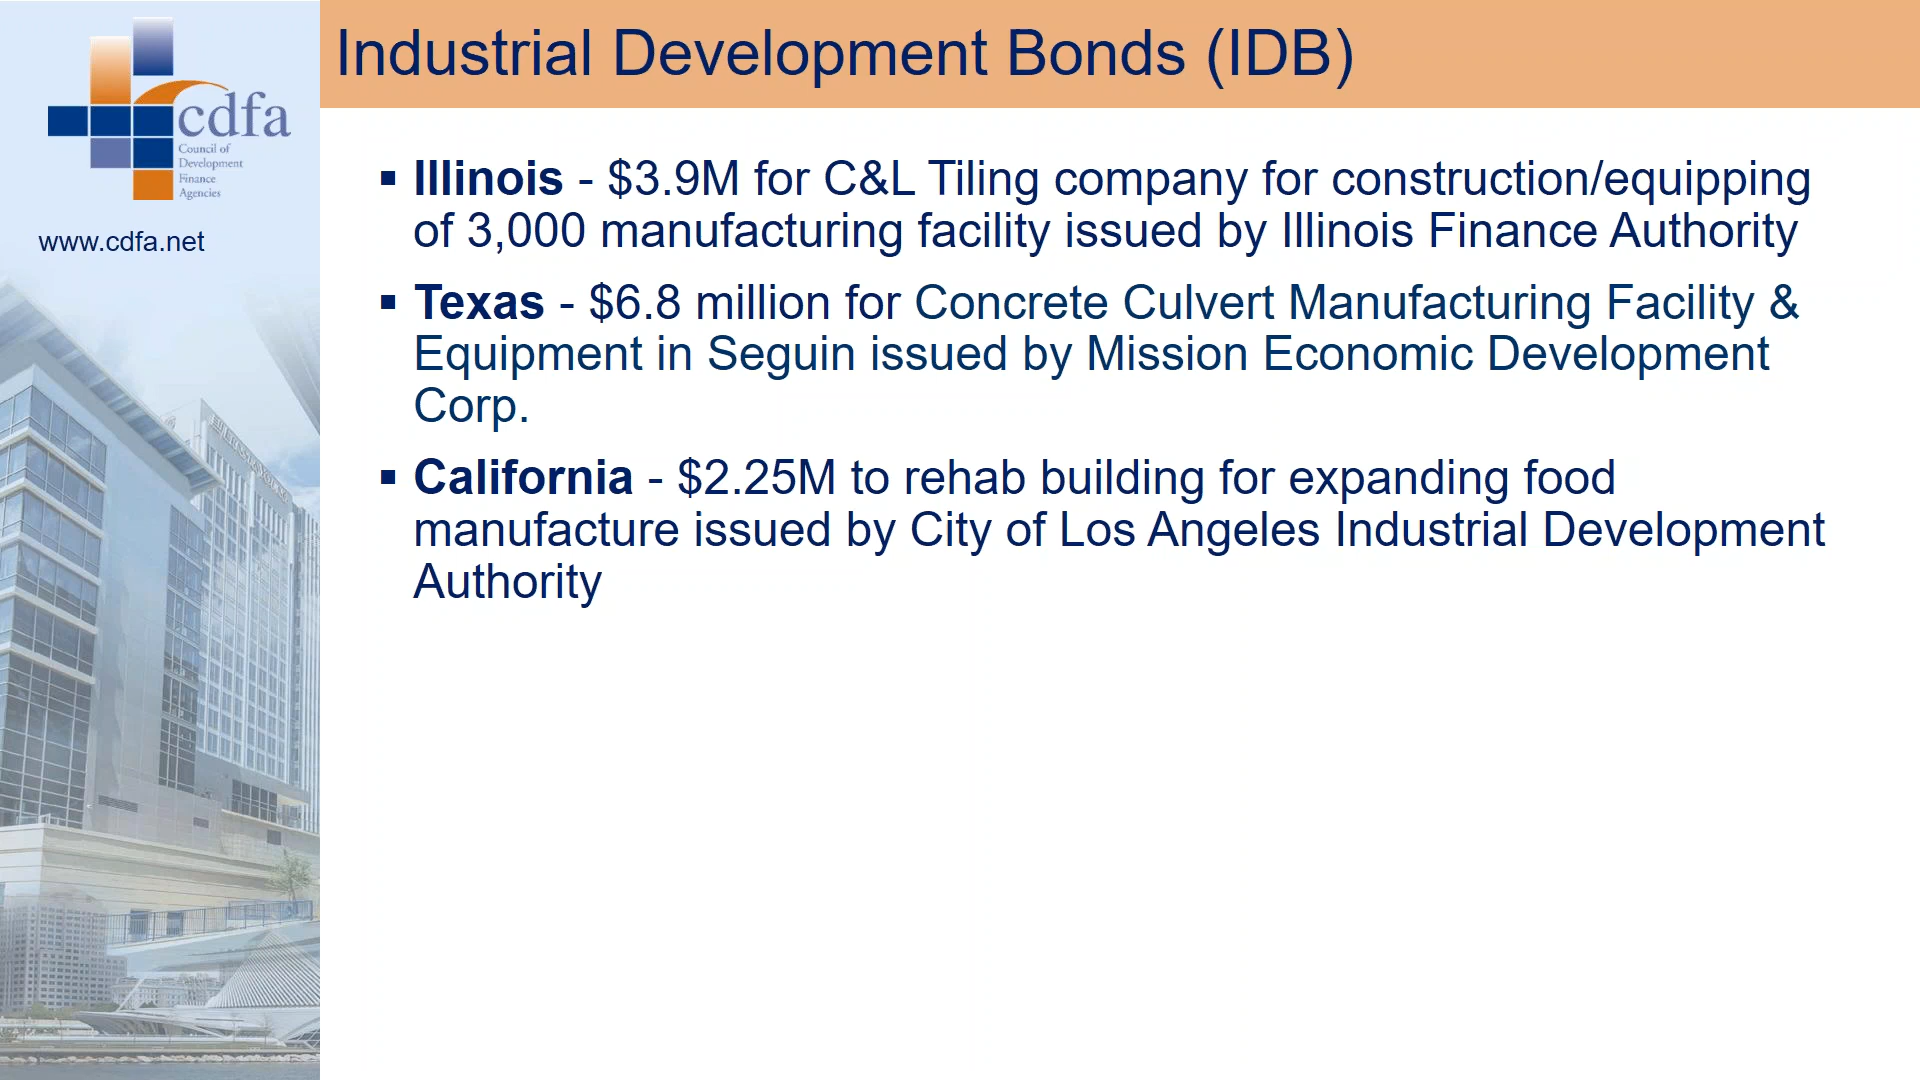 Industrial Development Bonds (IDB)
cdfa
Council of
Development
Finance
Agencies
www.cdfa.net
▪ Illinois - $3.9M for C&L Tiling company for construction/equipping
of 3,000 manufacturing facility issued by Illinois Finance Authority
▪ Texas - $6.8 million for Concrete Culvert Manufacturing Facility &
Equipment in Seguin issued by Mission Economic Development
Corp.
▪ California - $2.25M to rehab building for expanding food
manufacture issued by City of Los Angeles Industrial Development
Authority
ERNST & YOUNG